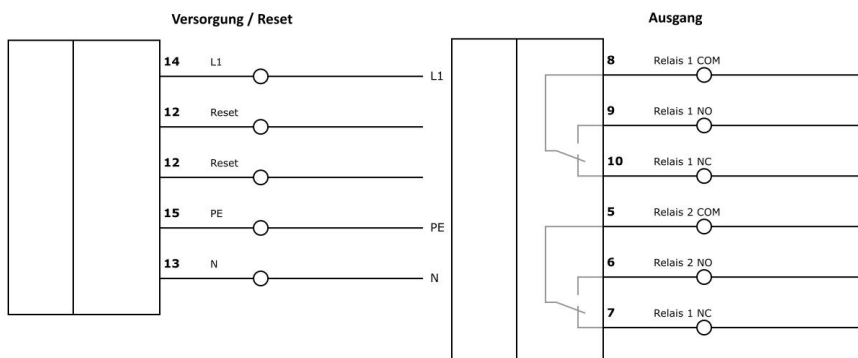 Versorgung / Reset
14 L1 L1
12 Reset
12 Reset
15 PE PE
13 N N
Ausgang
8 Relais 1 COM
9 Relais 1 NO
10 Relais 1 NC
5 Relais 2 COM
6 Relais 2 NO
7 Relais 1 NC